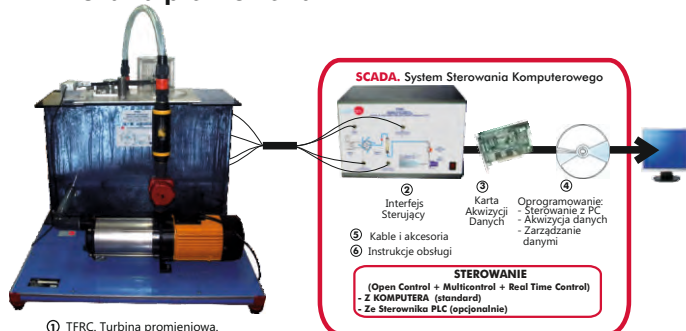 SCADA. System Sterowania Komputerowego
②
Interfejs
Sterujący
③
Karta
Akwizycji
Danych
④
Oprogramowanie:
- Sterowanie z PC
- Akwizycja danych
- Zarządzanie
danymi
⑤ Kable i akcesoria
⑥ Instrukcje obsługi
STEROWANIE
(Open Control + Multicontrol + Real Time Control)
- Z KOMPUTERA (standard)
- Ze Sterownika PLC (opcjonalnie)
① TFRC. Turbina promieniowa.